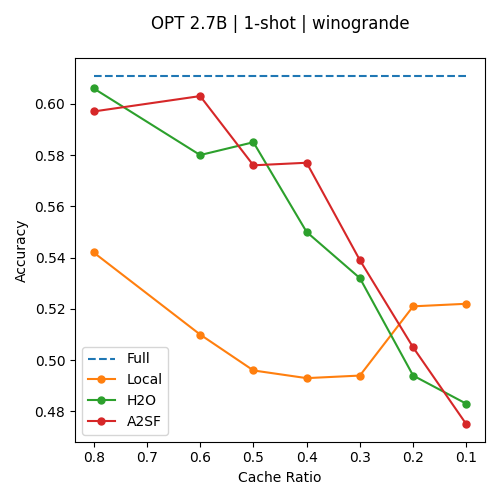 OPT 2.7B | 1-shot | winogrande
0.60
0.58
0.56
0.54
0.52
0.50
0.48
Accuracy
Full
Local
H2O
A2SF
0.8 0.7 0.6 0.5 0.4 0.3 0.2 0.1
Cache Ratio